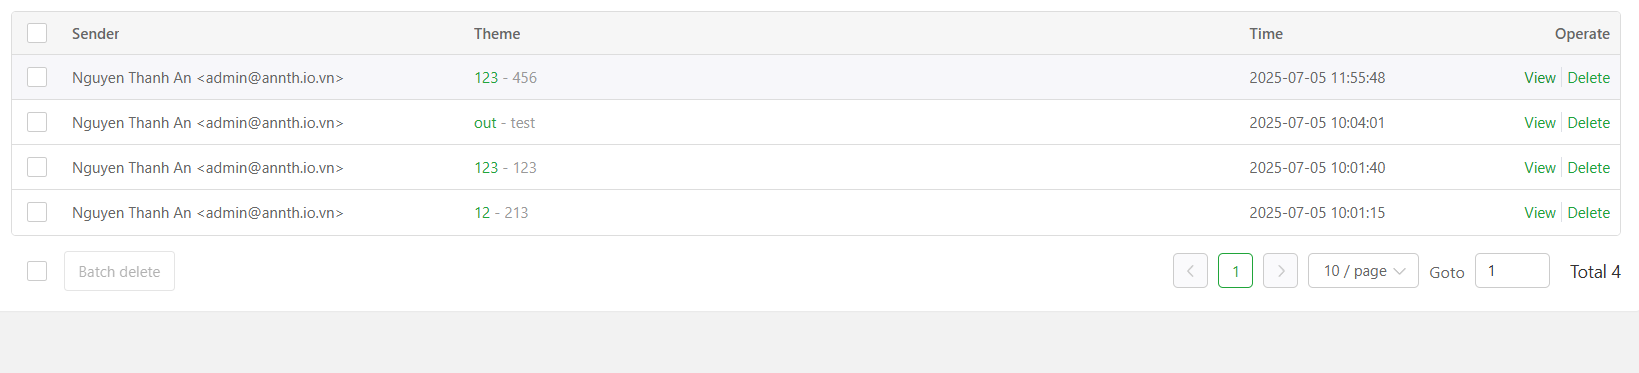 Sender Theme Time Operate
Nguyen Thanh An <admin@annth.io.vn> 123 - 456 2025-07-05 11:55:48 View Delete
Nguyen Thanh An <admin@annth.io.vn> out - test 2025-07-05 10:04:01 View Delete
Nguyen Thanh An <admin@annth.io.vn> 123 - 123 2025-07-05 10:01:40 View Delete
Nguyen Thanh An <admin@annth.io.vn> 12 - 213 2025-07-05 10:01:15 View Delete
Batch delete 1 10 / page Goto 1 Total 4